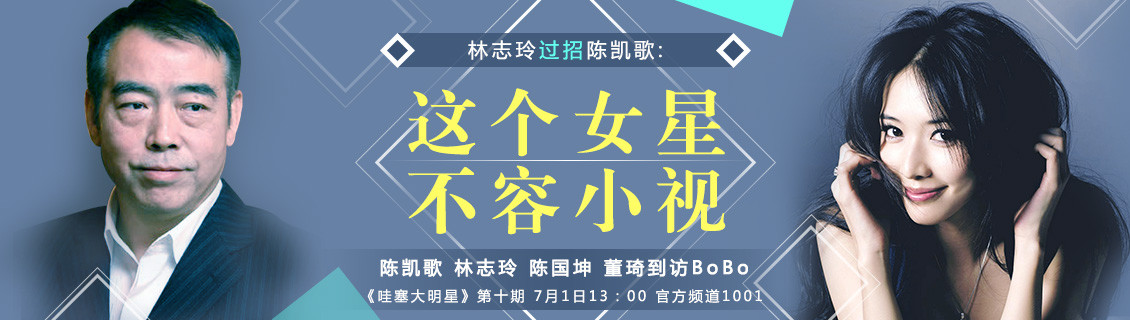 林志玲过招陈凯歌:
这个女星
不容小视
陈凯歌 林志玲 陈国坤 董琦到访BoBo
《哇塞大明星》第十期 7月1日13：00 官方频道1001